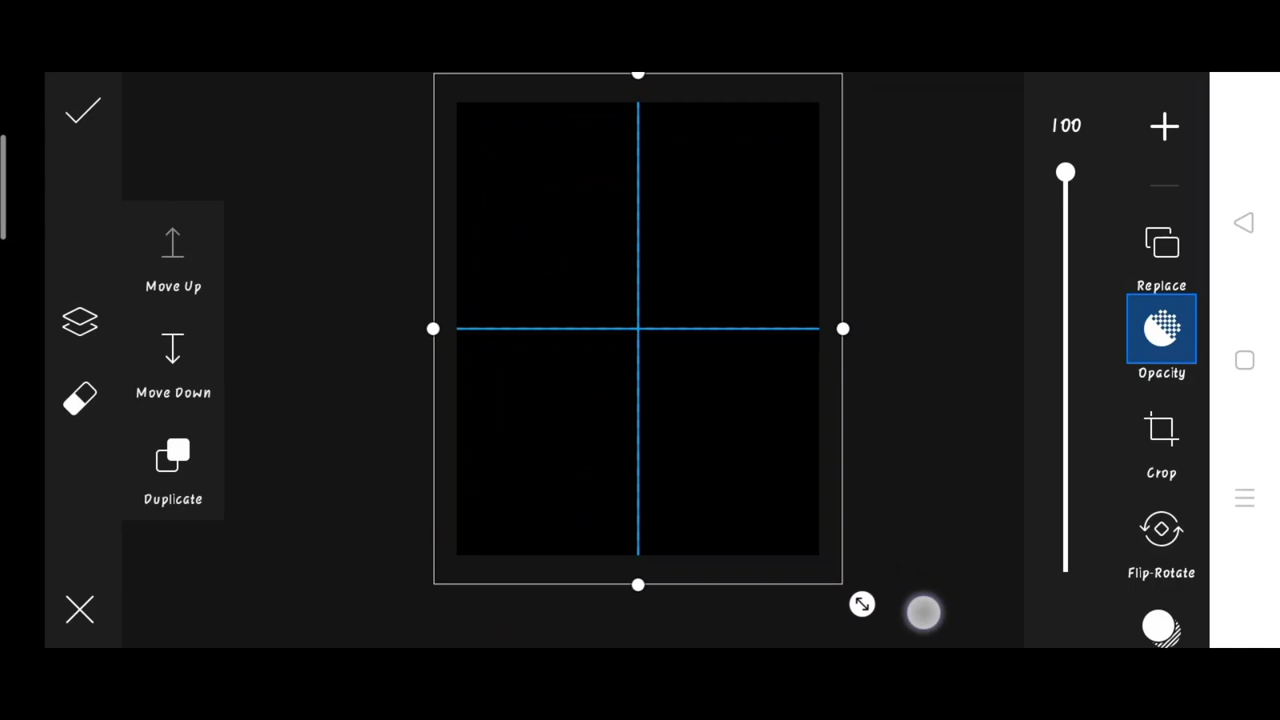 100
Move Up
Replace
Move Down
Opacity
Crop
Duplicate
Flip-Rotate